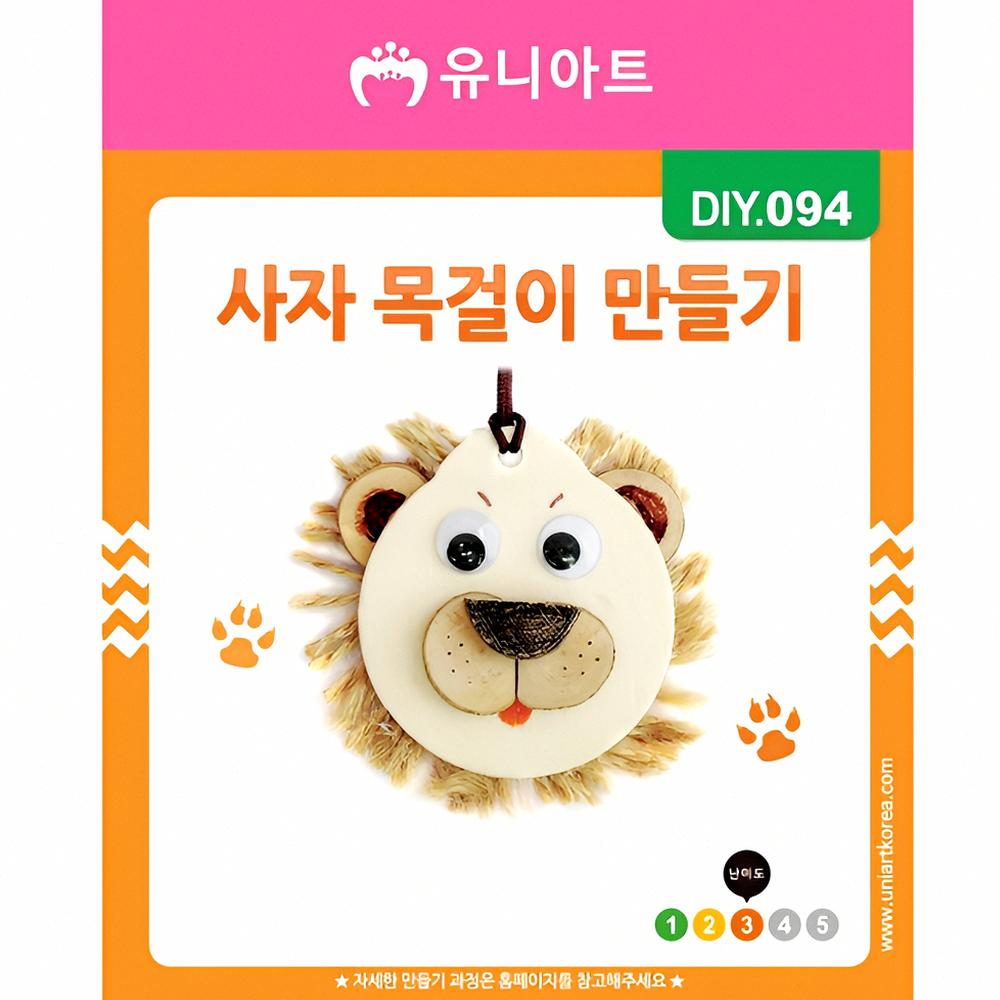 유니아트
DIY.094
사자 목걸이 만들기
난이도
1 2 3 4 5
www.uniartkorea.com
★ 자세한 만들기 과정은 홈페이지를 참고해주세요 ★